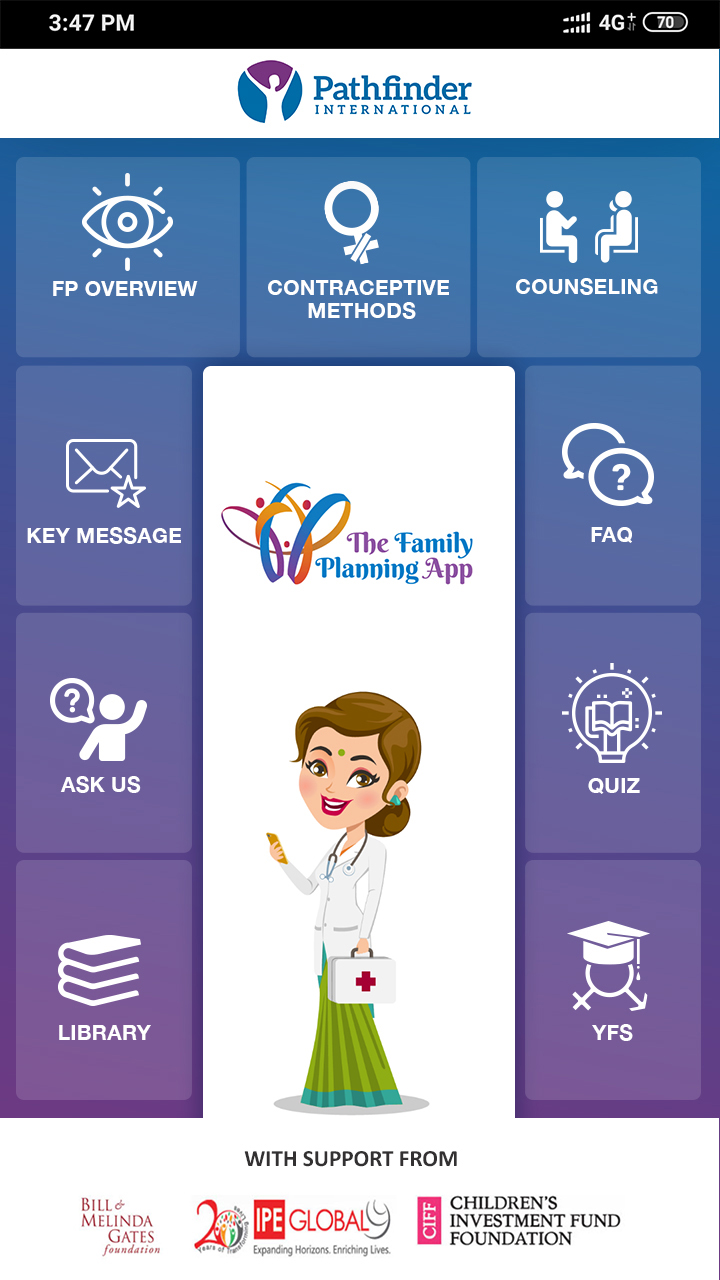 3:47 PM
4G+
70
Pathfinder
INTERNATIONAL
FP OVERVIEW
CONTRACEPTIVE
METHODS
COUNSELING
KEY MESSAGE
?
FAQ
The Family
Planning App
?
ASK US
QUIZ
LIBRARY
YFS
WITH SUPPORT FROM
BILL &
MELINDA
GATES
foundation
20
Years of Transforming
IPE GLOBAL
Expanding Horizons. Enriching Lives.
CIFF
CHILDREN'S
INVESTMENT FUND
FOUNDATION